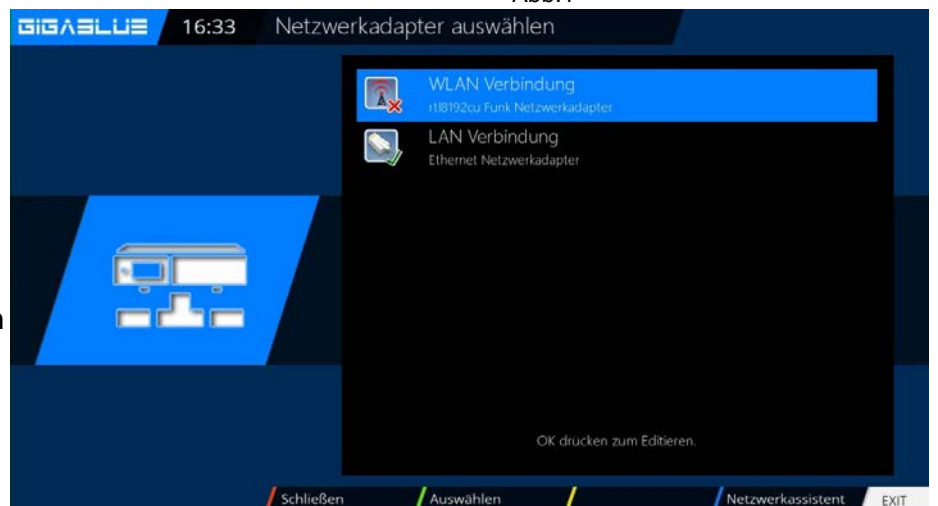 GIGABLUE 16:33 Netzwerkadapter auswählen
WLAN Verbindung
rtl8192cu Funk Netzwerkadapter
LAN Verbindung
Ethernet Netzwerkadapter
OK drücken zum Editieren.
Schließen Auswählen Netzwerkassistent EXIT